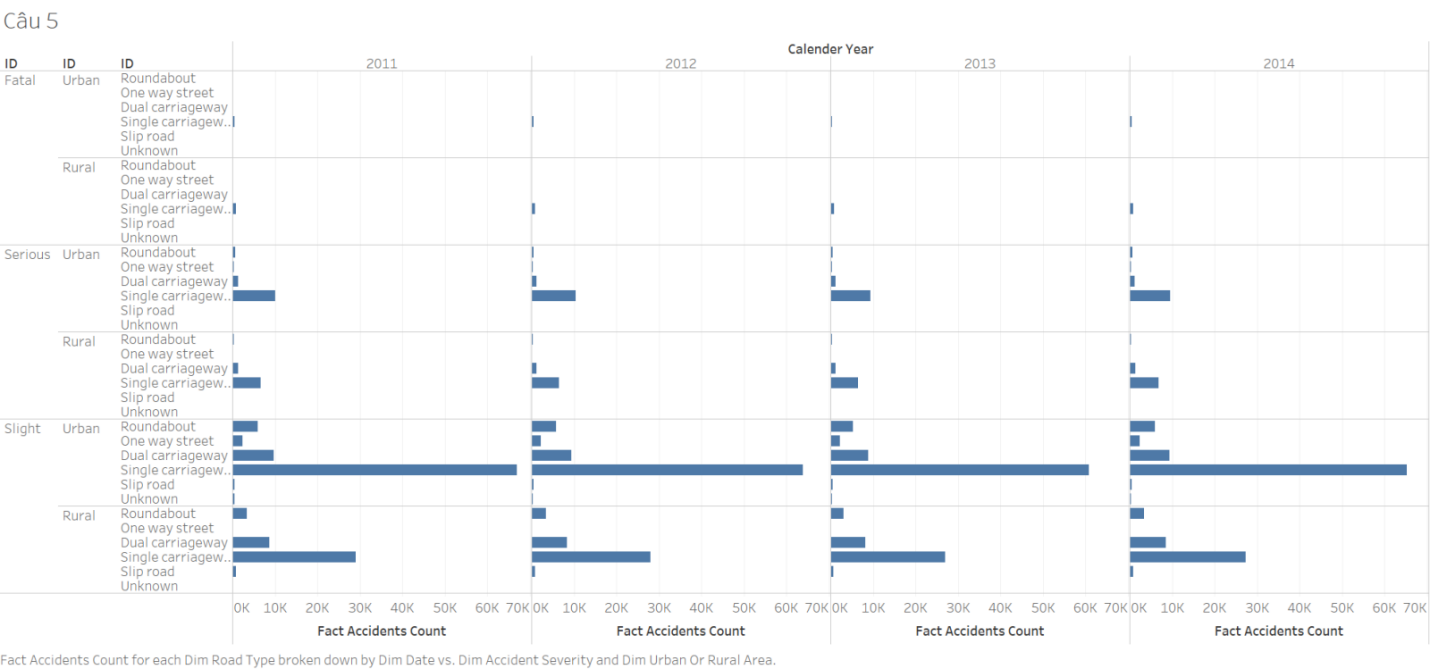 Câu 5
Calender Year
ID ID ID 2011 2012 2013 2014
Fatal Urban Roundabout
One way street
Dual carriageway
Single carriagew..
Slip road
Unknown
Rural Roundabout
One way street
Dual carriageway
Single carriagew..
Slip road
Unknown
Serious Urban Roundabout
One way street
Dual carriageway
Single carriagew..
Slip road
Unknown
Rural Roundabout
One way street
Dual carriageway
Single carriagew..
Slip road
Unknown
Slight Urban Roundabout
One way street
Dual carriageway
Single carriagew..
Slip road
Unknown
Rural Roundabout
One way street
Dual carriageway
Single carriagew..
Slip road
Unknown
0K 10K 20K 30K 40K 50K 60K 70K 0K 10K 20K 30K 40K 50K 60K 70K 0K 10K 20K 30K 40K 50K 60K 70K 0K 10K 20K 30K 40K 50K 60K 70K
Fact Accidents Count Fact Accidents Count Fact Accidents Count Fact Accidents Count
Fact Accidents Count for each Dim Road Type broken down by Dim Date vs. Dim Accident Severity and Dim Urban Or Rural Area.